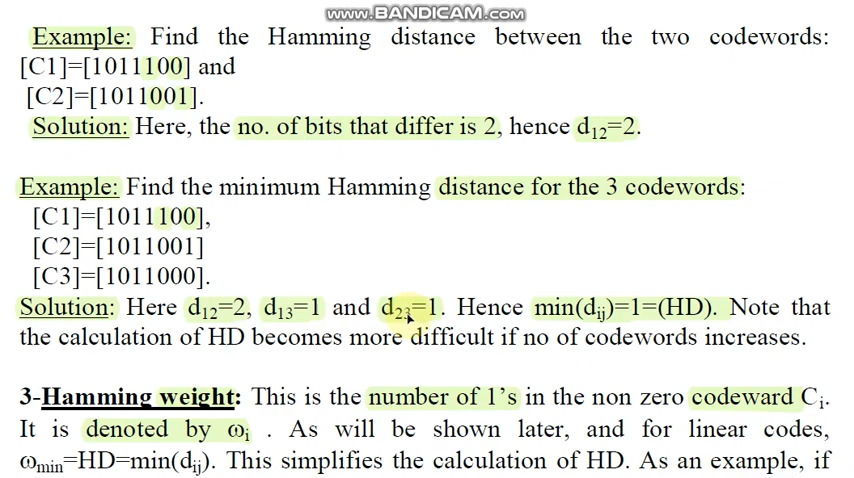 www.BANDICAM.com
Example: Find the Hamming distance between the two codewords:
[C1]=[1011100] and
[C2]=[1011001].
Solution: Here, the no. of bits that differ is 2, hence d12=2.
Example: Find the minimum Hamming distance for the 3 codewords:
[C1]=[1011100],
[C2]=[1011001]
[C3]=[1011000].
Solution: Here d12=2, d13=1 and d23=1. Hence min(dij)=1=(HD). Note that
the calculation of HD becomes more difficult if no of codewords increases.
3-Hamming weight: This is the number of 1's in the non zero codeward Ci.
It is denoted by ωi . As will be shown later, and for linear codes,
ωmin=HD=min(dij). This simplifies the calculation of HD. As an example, if